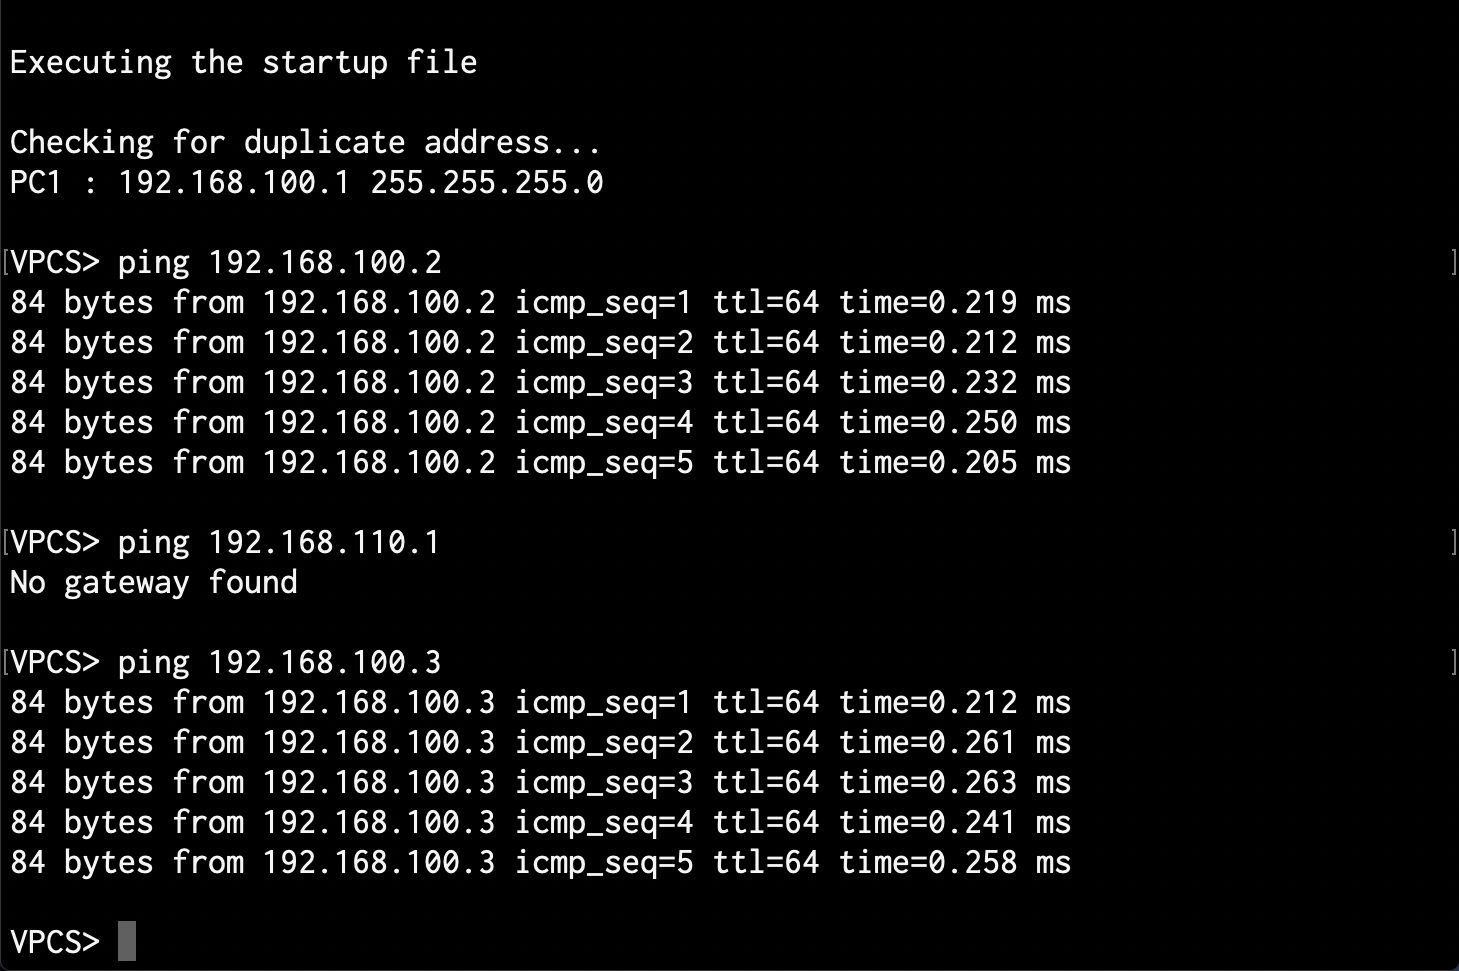 Executing the startup file
Checking for duplicate address...
PC1 : 192.168.100.1 255.255.255.0
[VPCS> ping 192.168.100.2 ]
84 bytes from 192.168.100.2 icmp_seq=1 ttl=64 time=0.219 ms
84 bytes from 192.168.100.2 icmp_seq=2 ttl=64 time=0.212 ms
84 bytes from 192.168.100.2 icmp_seq=3 ttl=64 time=0.232 ms
84 bytes from 192.168.100.2 icmp_seq=4 ttl=64 time=0.250 ms
84 bytes from 192.168.100.2 icmp_seq=5 ttl=64 time=0.205 ms
[VPCS> ping 192.168.110.1 ]
No gateway found
[VPCS> ping 192.168.100.3 ]
84 bytes from 192.168.100.3 icmp_seq=1 ttl=64 time=0.212 ms
84 bytes from 192.168.100.3 icmp_seq=2 ttl=64 time=0.261 ms
84 bytes from 192.168.100.3 icmp_seq=3 ttl=64 time=0.263 ms
84 bytes from 192.168.100.3 icmp_seq=4 ttl=64 time=0.241 ms
84 bytes from 192.168.100.3 icmp_seq=5 ttl=64 time=0.258 ms
VPCS>